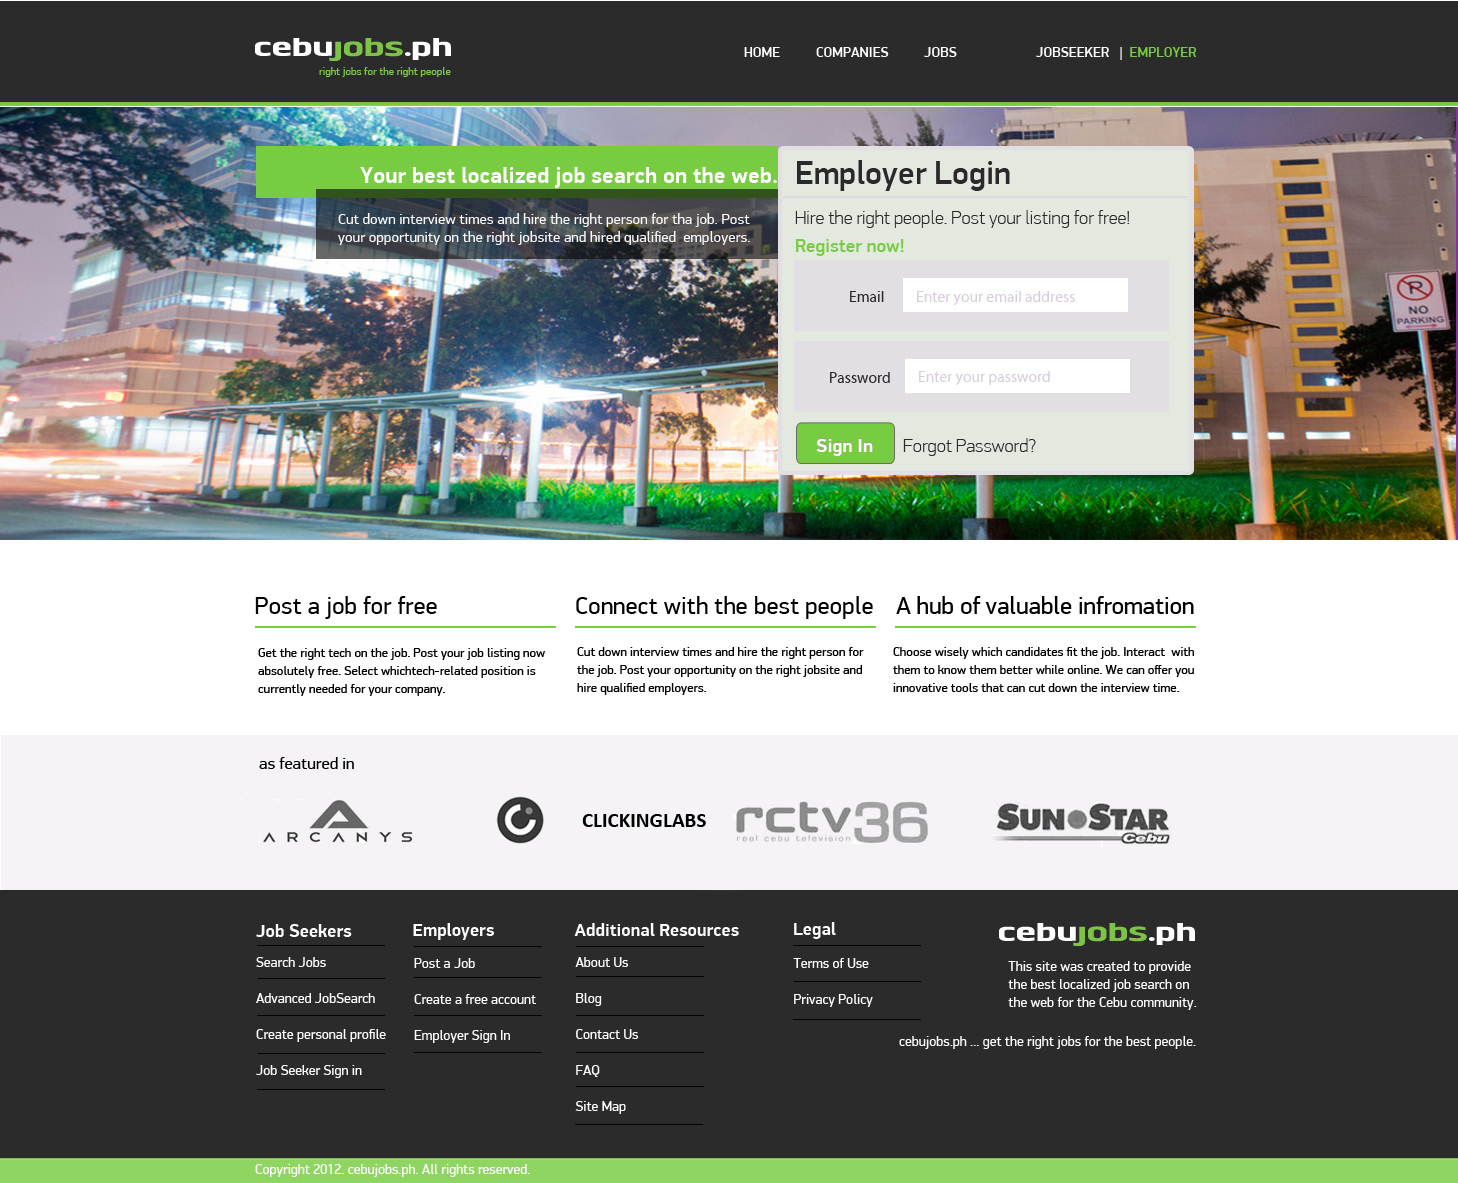 cebujobs.ph
right jobs for the right people
HOME COMPANIES JOBS JOBSEEKER | EMPLOYER
Your best localized job search on the web.
Cut down interview times and hire the right person for tha job. Post
your opportunity on the right jobsite and hired qualified employers.
Employer Login
Hire the right people. Post your listing for free!
Register now!
Email Enter your email address
Password Enter your password
Sign In Forgot Password?
NO
PARKING
Post a job for free
Get the right tech on the job. Post your job listing now
absolutely free. Select whichtech-related position is
currently needed for your company.
Connect with the best people
Cut down interview times and hire the right person for
the job. Post your opportunity on the right jobsite and
hire qualified employers.
A hub of valuable infromation
Choose wisely which candidates fit the job. Interact with
them to know them better while online. We can offer you
innovative tools that can cut down the interview time.
as featured in
ARCANYS
CLICKINGLABS
rctv36
real cebu television
SUN STAR
Cebu
Job Seekers
Search Jobs
Advanced JobSearch
Create personal profile
Job Seeker Sign in
Employers
Post a Job
Create a free account
Employer Sign In
Additional Resources
About Us
Blog
Contact Us
FAQ
Site Map
Legal
Terms of Use
Privacy Policy
cebujobs.ph
This site was created to provide
the best localized job search on
the web for the Cebu community.
cebujobs.ph ... get the right jobs for the best people.
Copyright 2012. cebujobs.ph. All rights reserved.